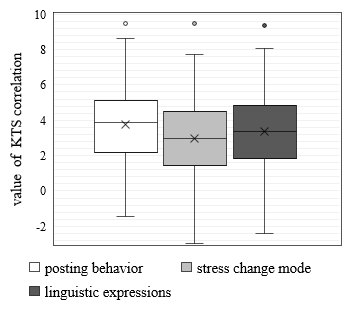 10
8
6
4
2
0
-2
value of KTS correlation
posting behavior
stress change mode
linguistic expressions